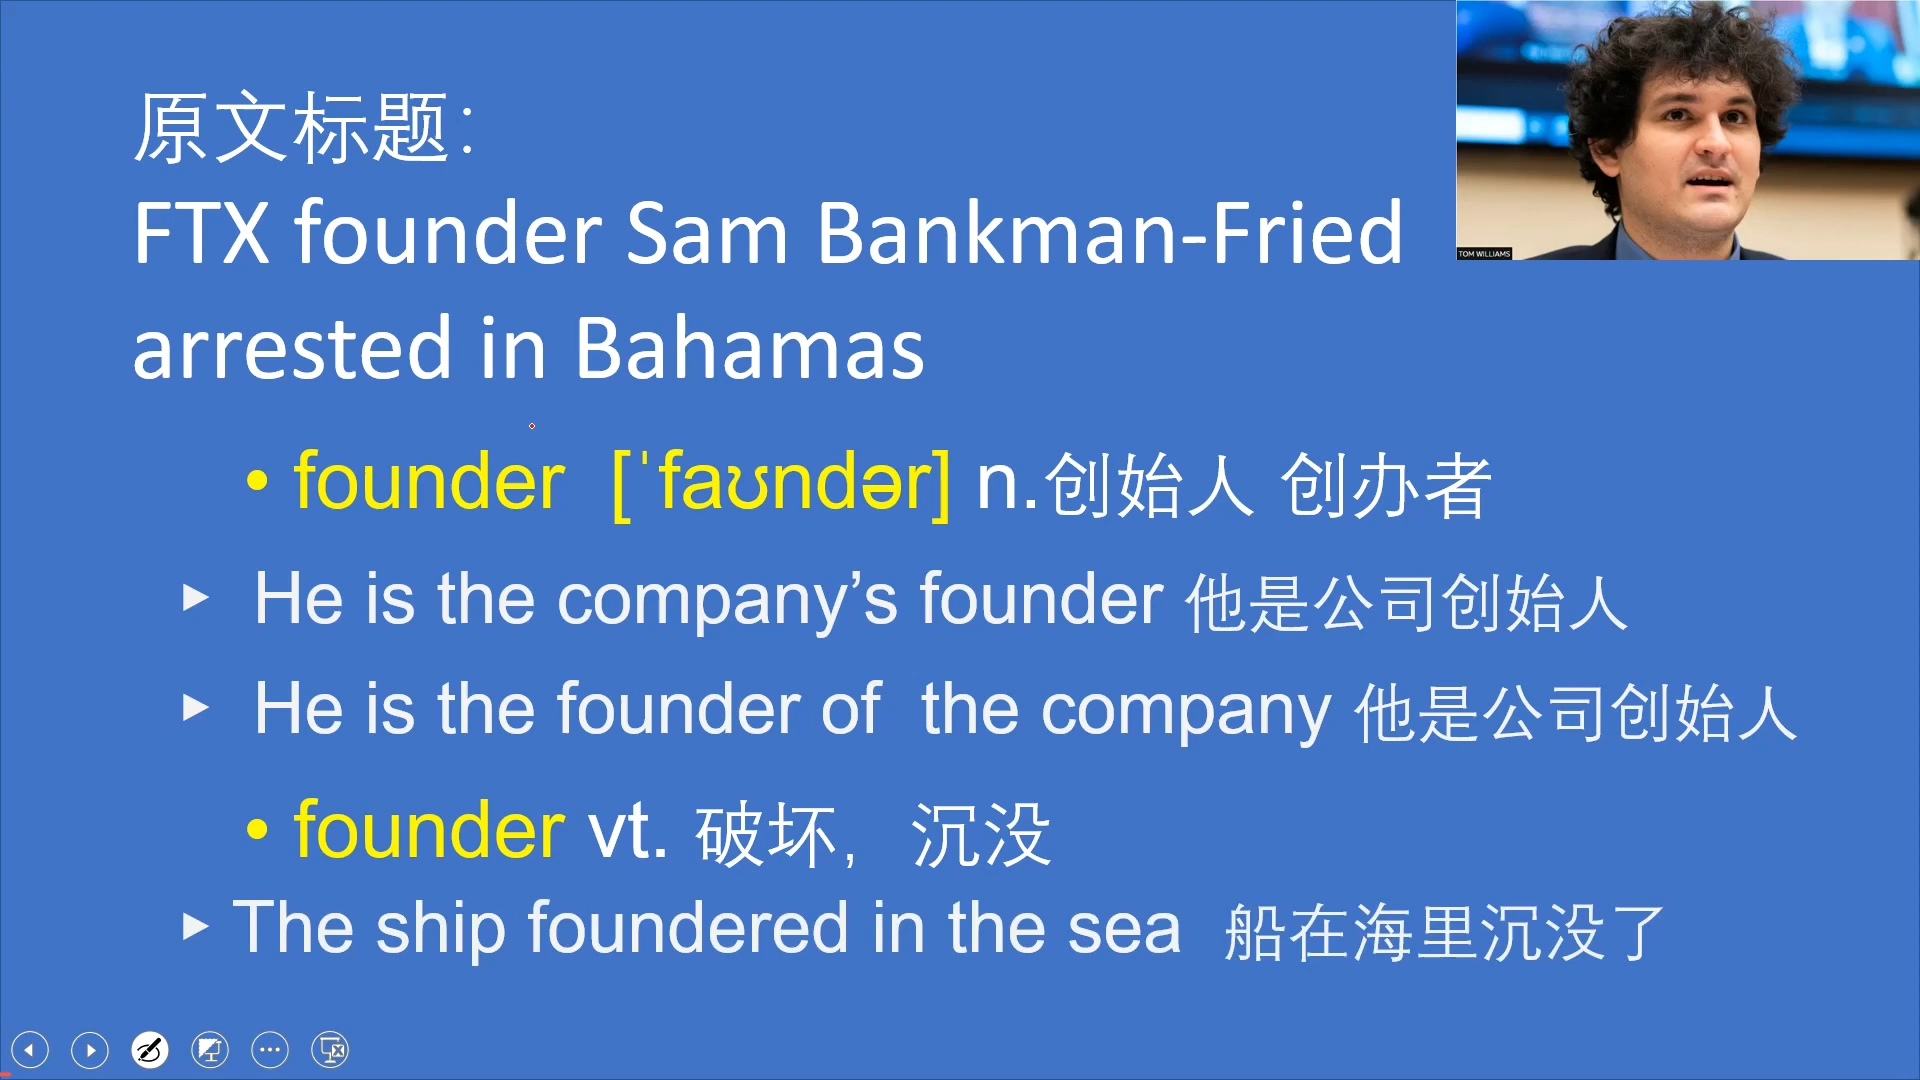 原文标题：
FTX founder Sam Bankman-Fried
arrested in Bahamas
TOM WILLIAMS
• founder [ˈfaʊndər] n.创始人 创办者
► He is the company’s founder 他是公司创始人
► He is the founder of the company 他是公司创始人
• founder vt. 破坏，沉没
► The ship foundered in the sea 船在海里沉没了